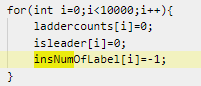 for(int i=0;i<10000;i++){
laddercounts[i]=0;
isleader[i]=0;
insNumOfLabel[i]=-1;
}